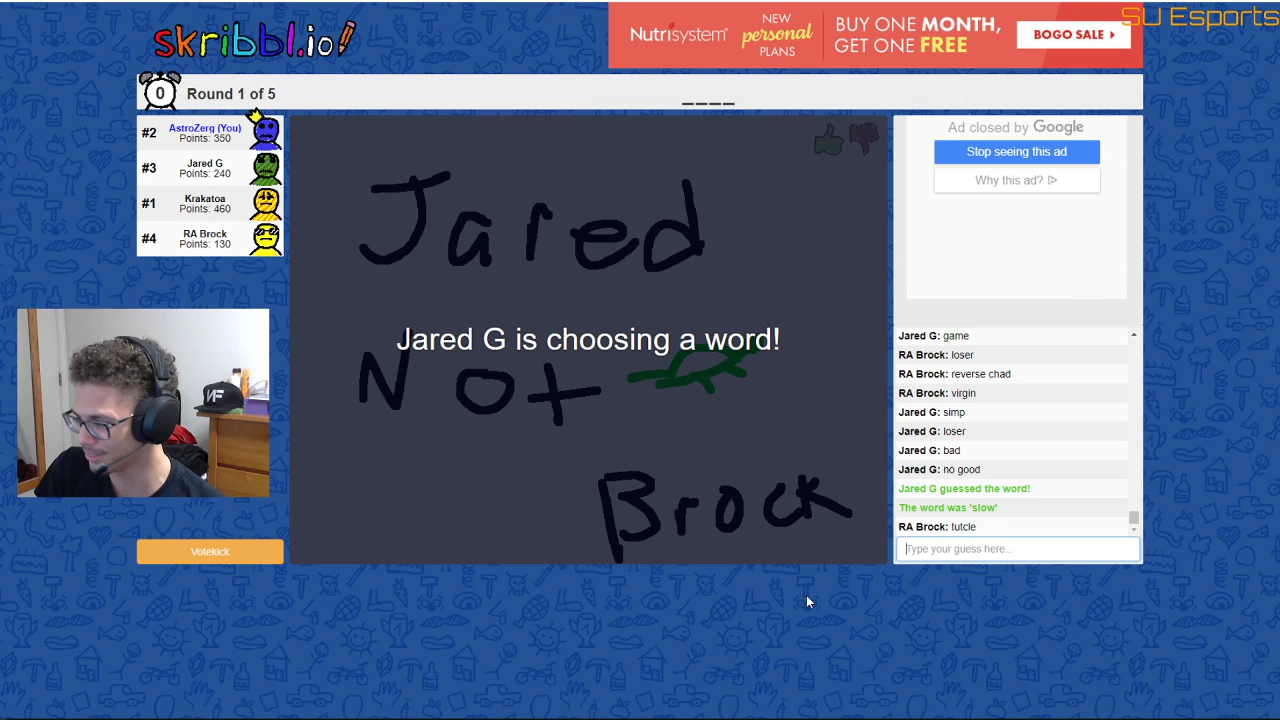 SU Esports
skribbl.io
Nutrisystem®
NEW
personal
PLANS
BUY ONE MONTH,
GET ONE FREE
BOGO SALE
0
Round 1 of 5
____
#2
AstroZerg (You)
Points: 350
#3
Jared G
Points: 240
#1
Krakatoa
Points: 460
#4
RA Brock
Points: 130
Votekick
Jared
Jared G is choosing a word!
Not
Brock
NF
Ad closed by Google
Stop seeing this ad
Why this ad?
Jared G: game
RA Brock: loser
RA Brock: reverse chad
RA Brock: virgin
Jared G: simp
Jared G: loser
Jared G: bad
Jared G: no good
Jared G guessed the word!
The word was 'slow'
RA Brock: tutcle
Type your guess here...